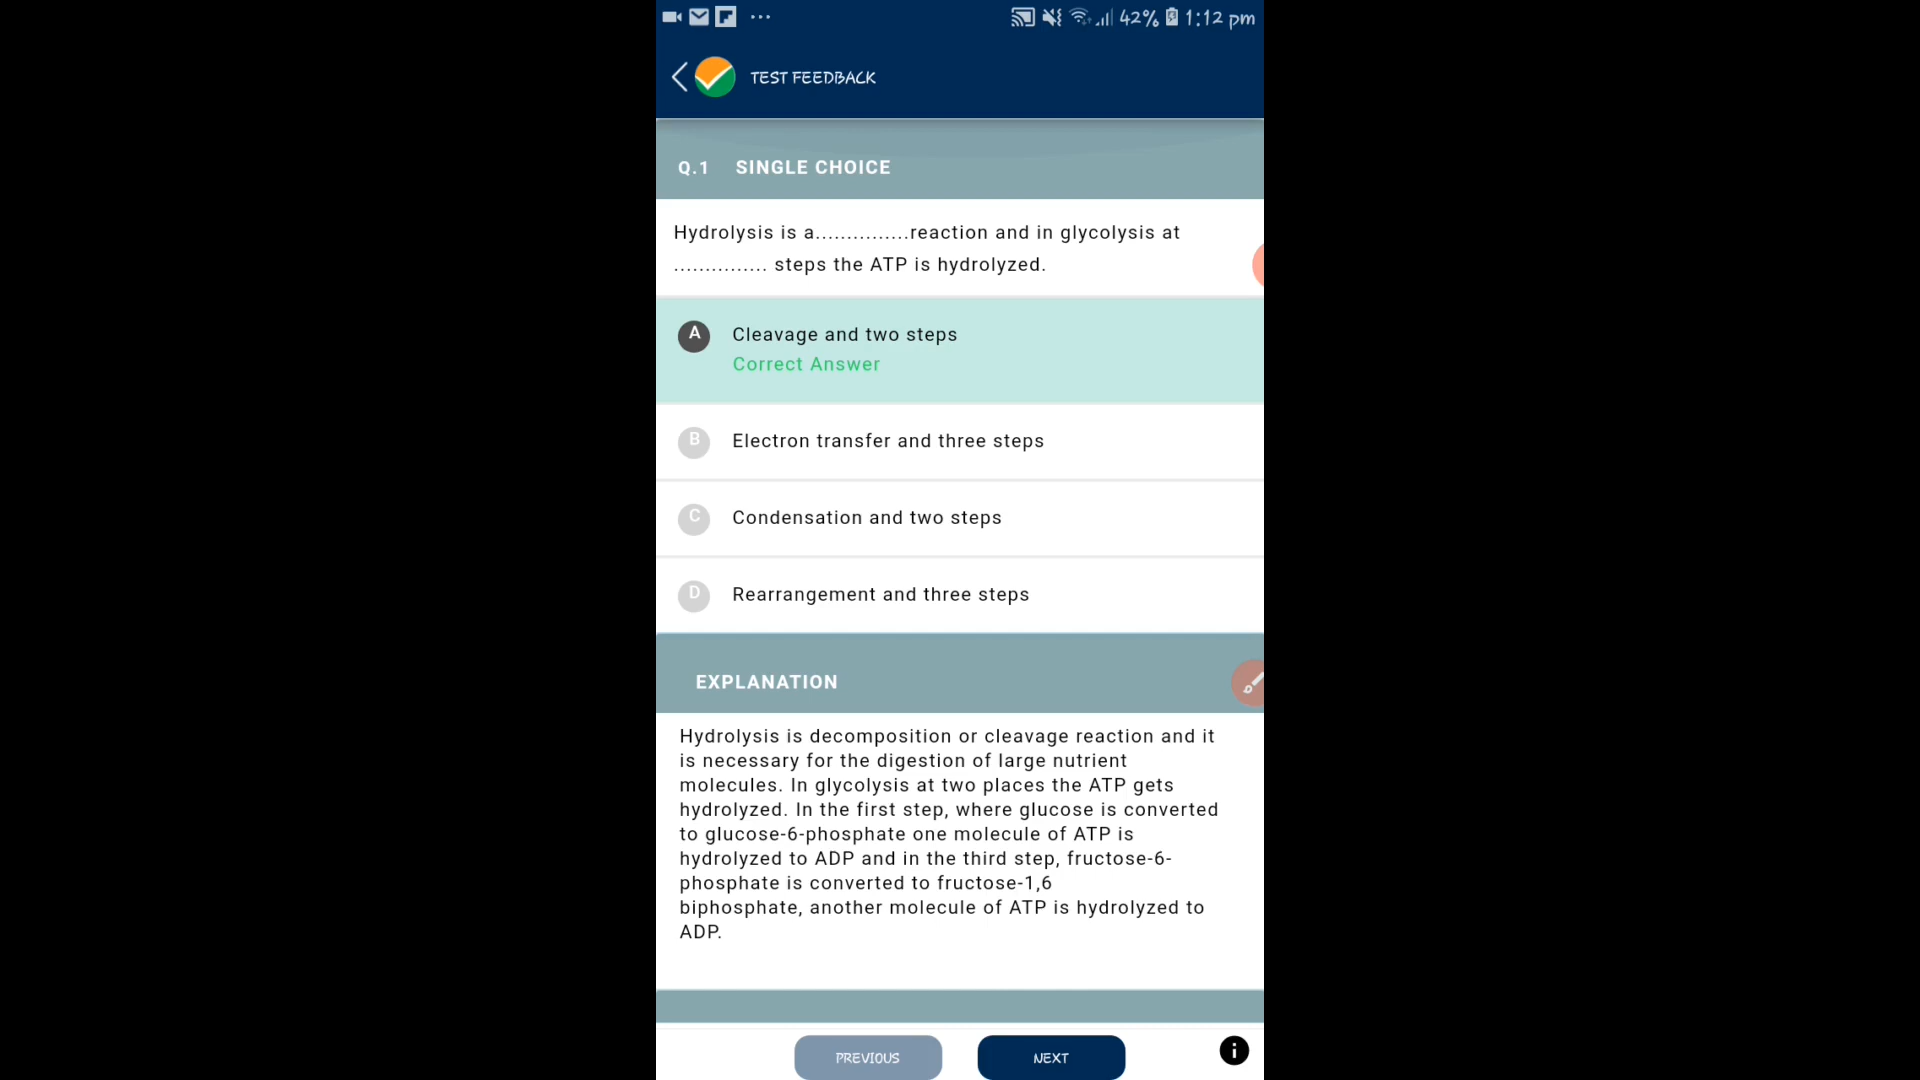 42% 1:12 pm
TEST FEEDBACK
Q.1 SINGLE CHOICE
Hydrolysis is a...............reaction and in glycolysis at
............... steps the ATP is hydrolyzed.
A Cleavage and two steps
Correct Answer
B Electron transfer and three steps
C Condensation and two steps
D Rearrangement and three steps
EXPLANATION
Hydrolysis is decomposition or cleavage reaction and it
is necessary for the digestion of large nutrient
molecules. In glycolysis at two places the ATP gets
hydrolyzed. In the first step, where glucose is converted
to glucose-6-phosphate one molecule of ATP is
hydrolyzed to ADP and in the third step, fructose-6-
phosphate is converted to fructose-1,6
biphosphate, another molecule of ATP is hydrolyzed to
ADP.
PREVIOUS NEXT